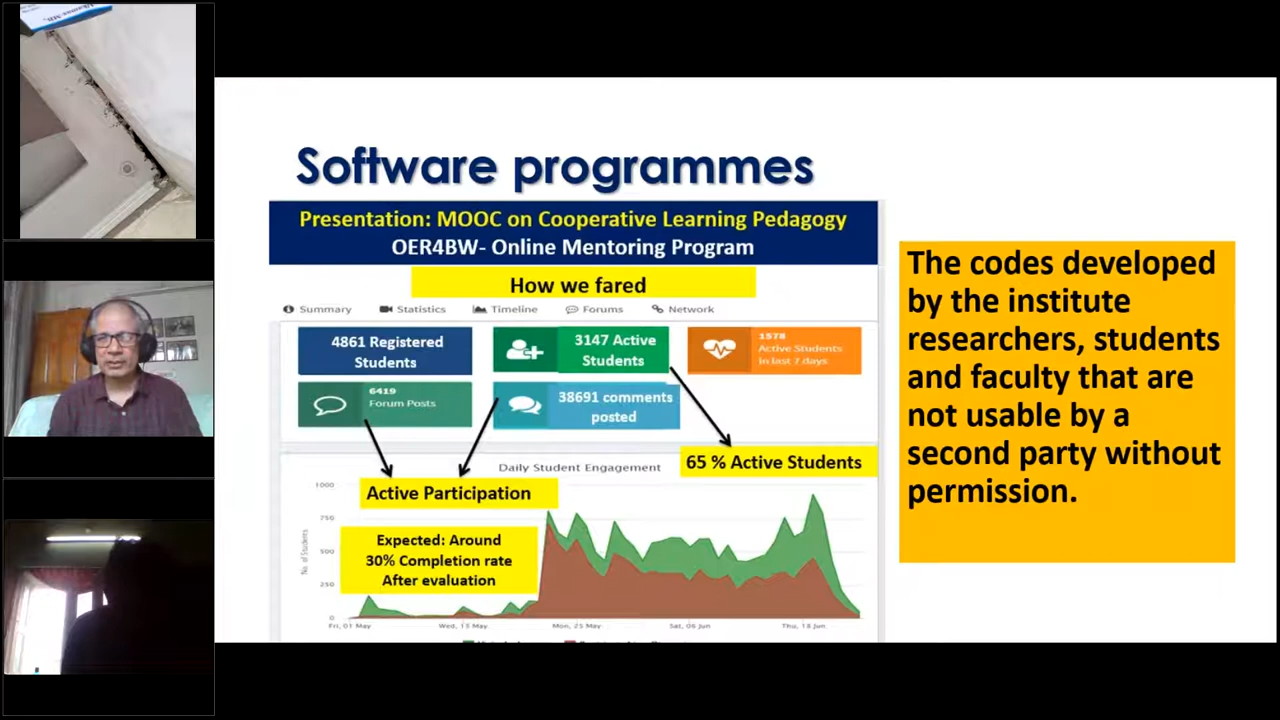 Software programmes
Presentation: MOOC on Cooperative Learning Pedagogy
OER4BW- Online Mentoring Program
How we fared
Summary Statistics Timeline Forums Network
4861 Registered
Students
3147 Active
Students
1578
Active Students
in last 7 days
6419
Forum Posts
38691 comments
posted
65 % Active Students
Daily Student Engagement
Active Participation
Expected: Around
30% Completion rate
After evaluation
No. of Students
1000
750
500
250
0
Fri, 01 May Wed, 13 May Mon, 25 May Sat, 06 Jun Thu, 18 Jun
The codes developed
by the institute
researchers, students
and faculty that are
not usable by a
second party without
permission.